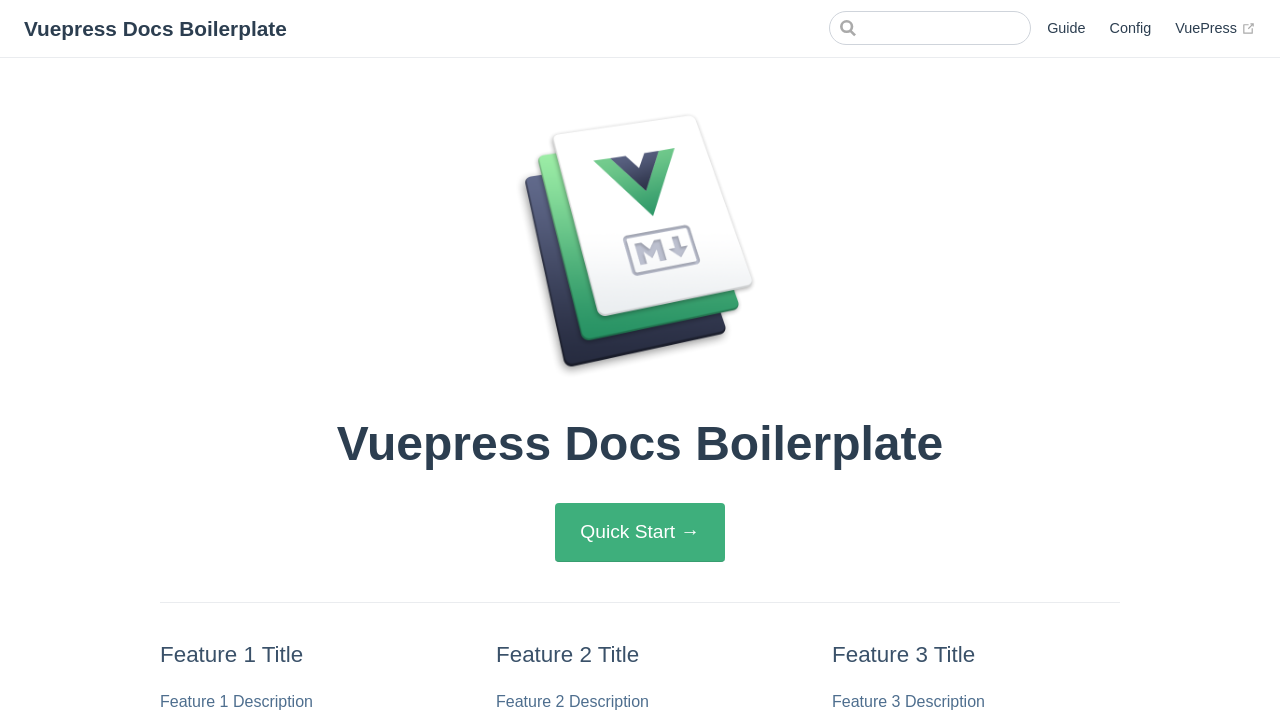 Vuepress Docs Boilerplate
Guide
Config
VuePress
M
Vuepress Docs Boilerplate
Quick Start →
Feature 1 Title
Feature 2 Title
Feature 3 Title
Feature 1 Description
Feature 2 Description
Feature 3 Description